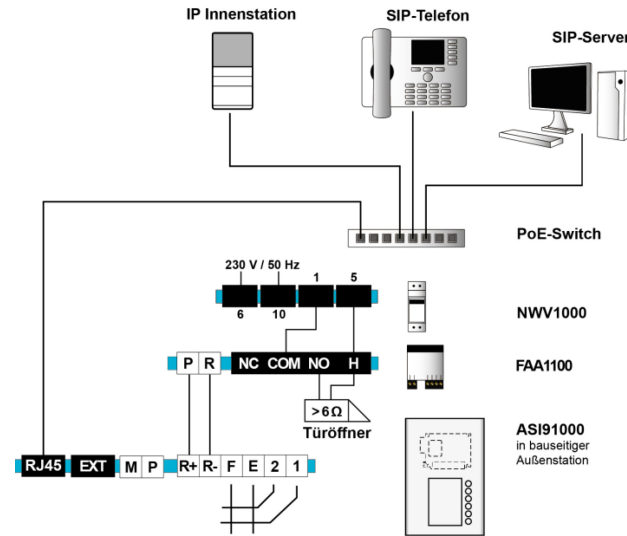 IP Innenstation
SIP-Telefon
SIP-Server
PoE-Switch
230 V / 50 Hz 1 5
6 10
NWV1000
P R NC COM NO H
FAA1100
>6Ω
Türöffner
ASI91000
in bauseitiger
Außenstation
RJ45 EXT M P R+ R- F E 2 1